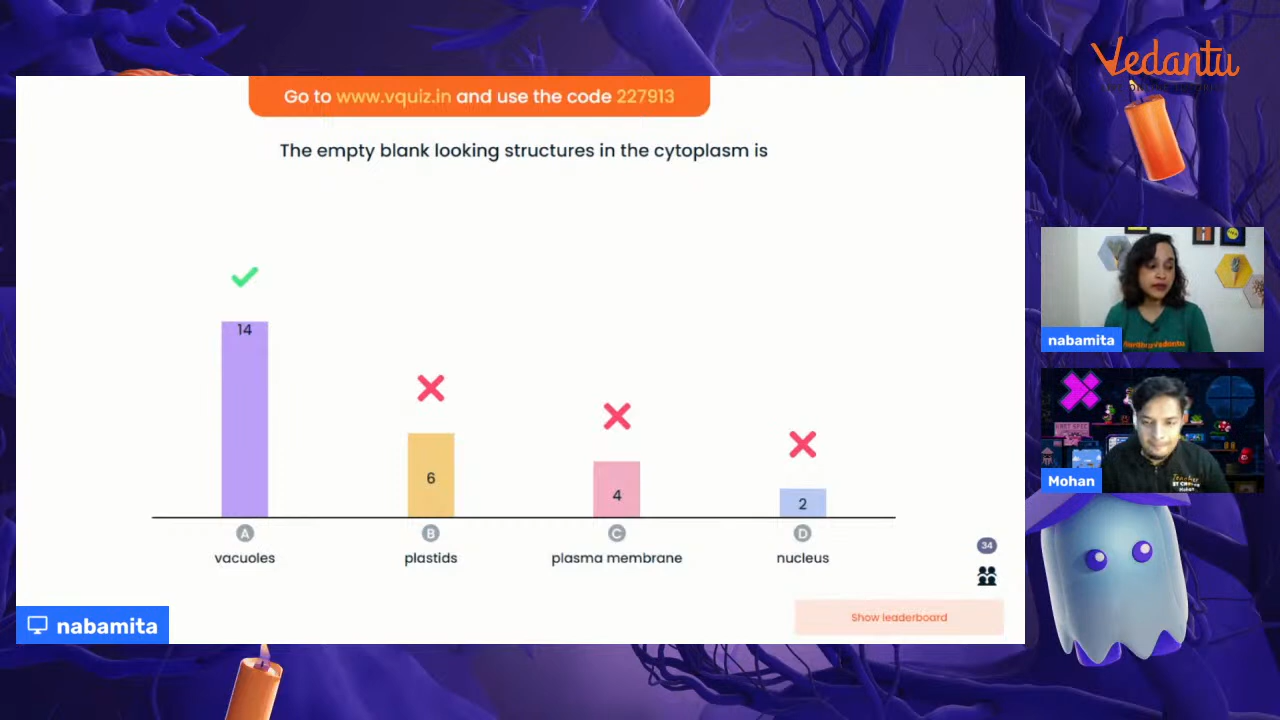 Vedantu
Go to www.vquiz.in and use the code 227913
The empty blank looking structures in the cytoplasm is
14
6
4
2
A
B
C
D
vacuoles
plastids
plasma membrane
nucleus
34
Show leaderboard
nabamita
nabamita
Mohan